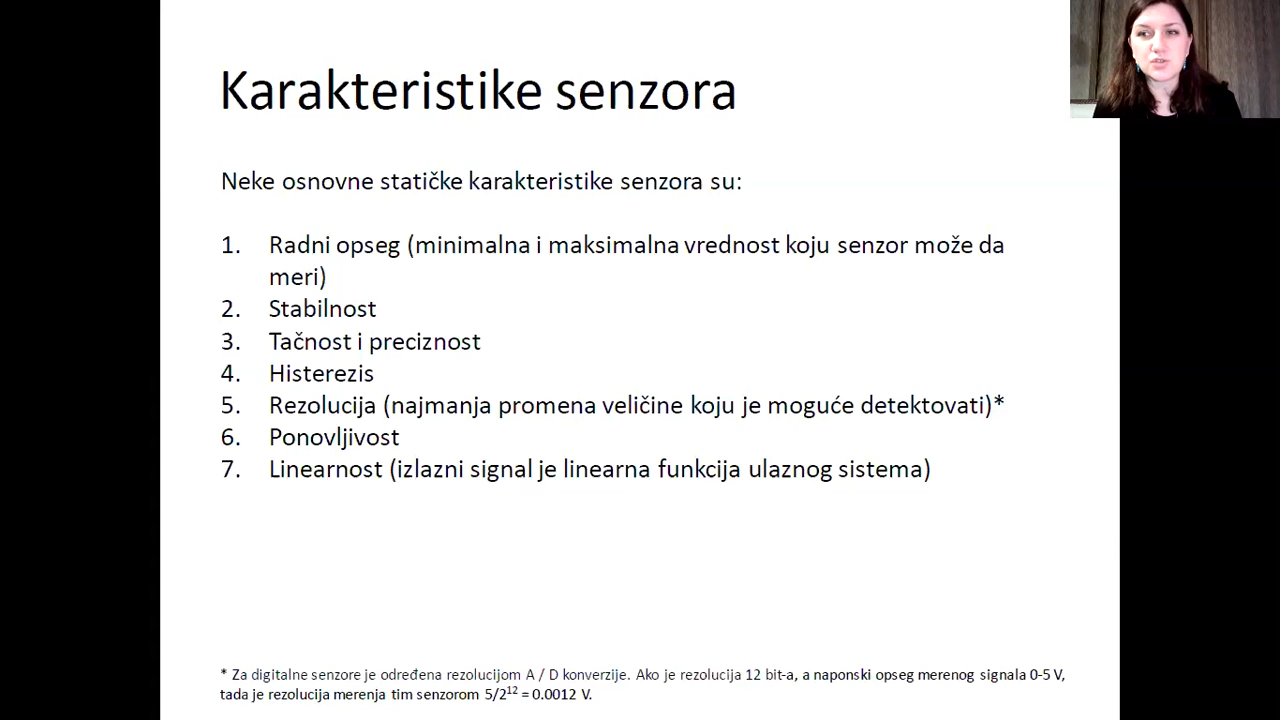 Karakteristike senzora
Neke osnovne statičke karakteristike senzora su:
1. Radni opseg (minimalna i maksimalna vrednost koju senzor može da
meri)
2. Stabilnost
3. Tačnost i preciznost
4. Histerezis
5. Rezolucija (najmanja promena veličine koju je moguće detektovati)*
6. Ponovljivost
7. Linearnost (izlazni signal je linearna funkcija ulaznog sistema)
* Za digitalne senzore je određena rezolucijom A / D konverzije. Ako je rezolucija 12 bit-a, a naponski opseg merenog signala 0-5 V,
tada je rezolucija merenja tim senzorom 5/2¹² = 0.0012 V.